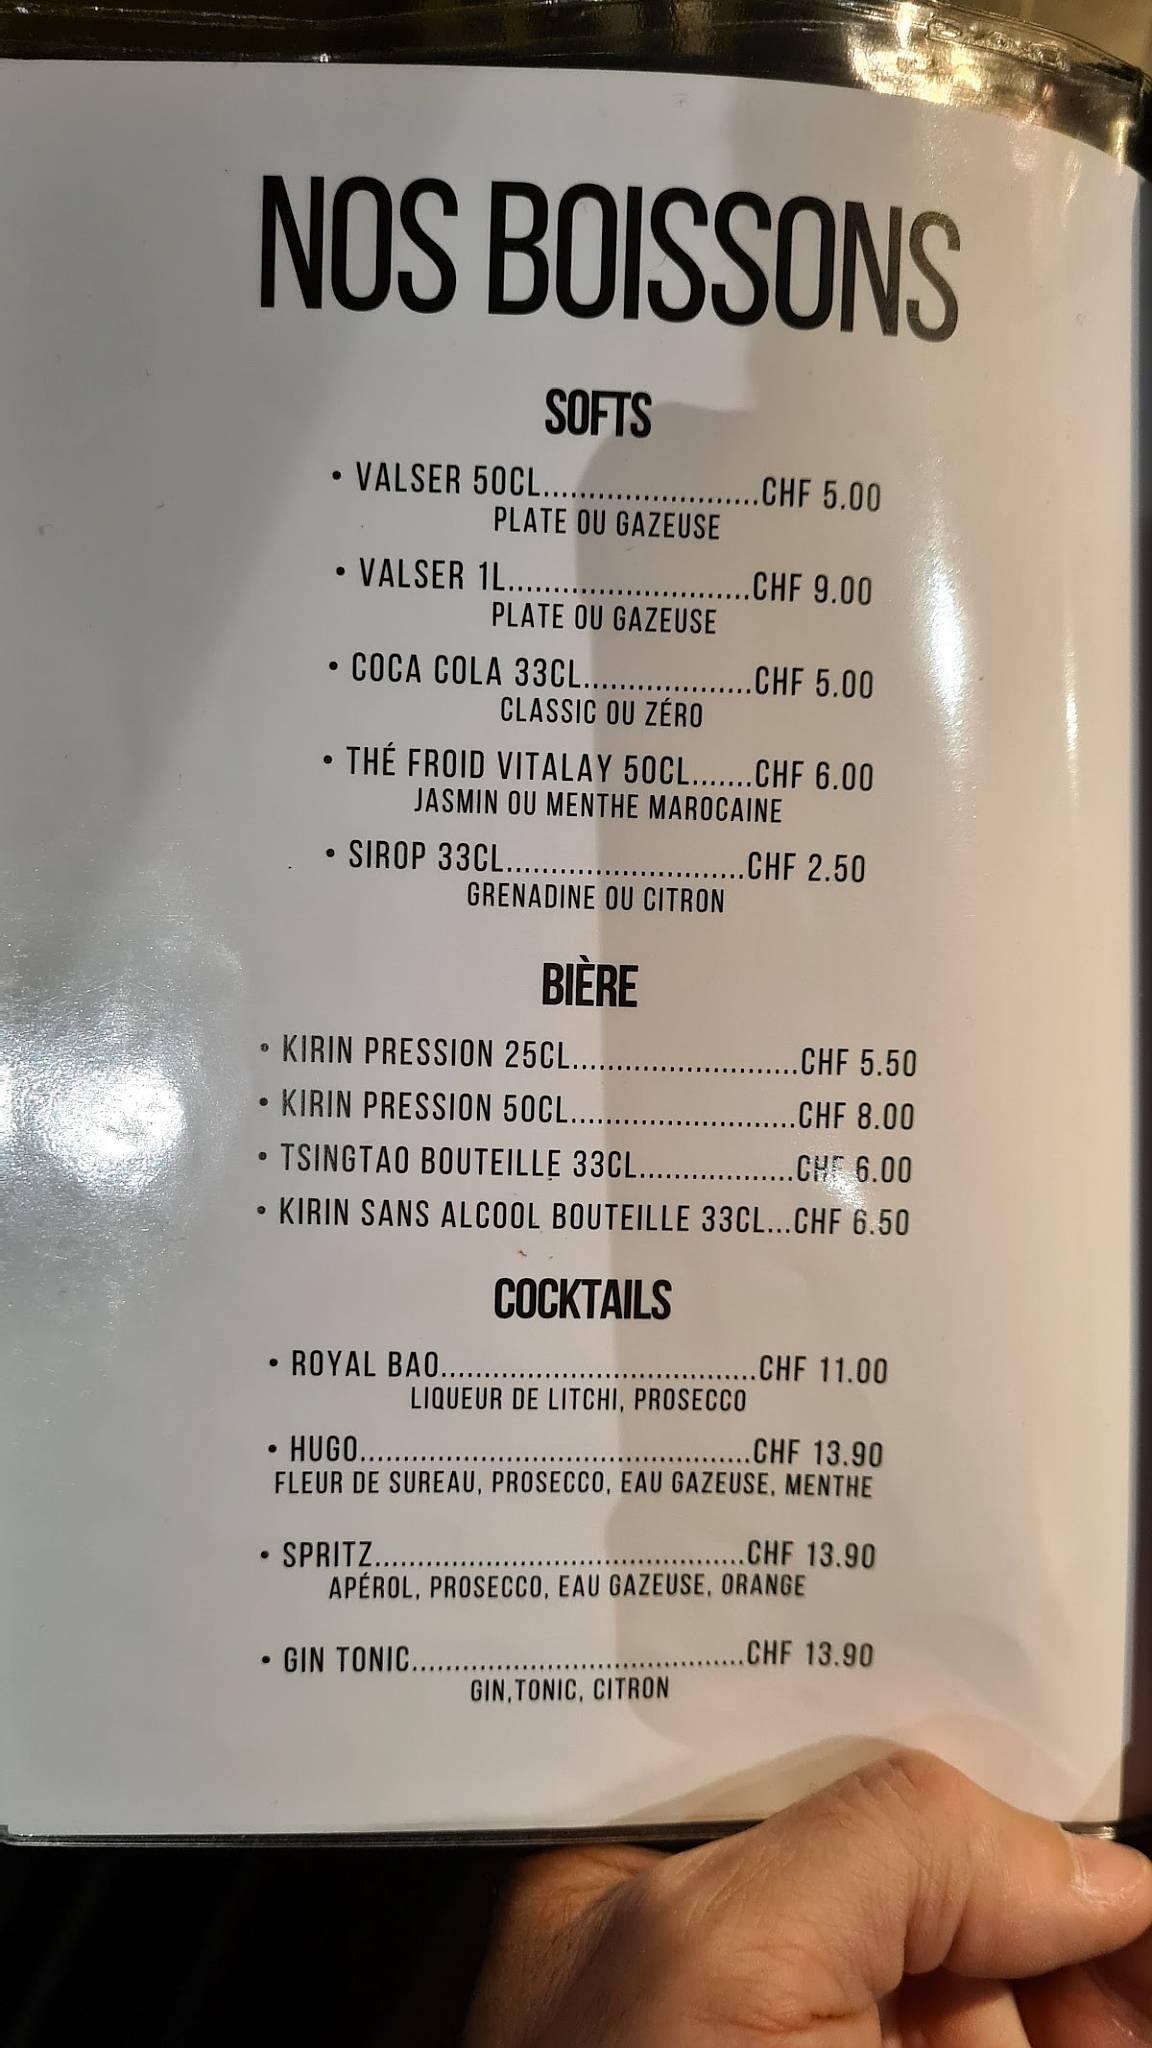 NOS BOISSONS
SOFTS
• VALSER 50CL........................CHF 5.00
PLATE OU GAZEUSE
• VALSER 1L...........................CHF 9.00
PLATE OU GAZEUSE
• COCA COLA 33CL...................CHF 5.00
CLASSIC OU ZÉRO
• THÉ FROID VITALAY 50CL.......CHF 6.00
JASMIN OU MENTHE MAROCAINE
• SIROP 33CL...........................CHF 2.50
GRENADINE OU CITRON
BIÈRE
• KIRIN PRESSION 25CL.........................CHF 5.50
• KIRIN PRESSION 50CL.........................CHF 8.00
• TSINGTAO BOUTEILLE 33CL.................CHF 6.00
• KIRIN SANS ALCOOL BOUTEILLE 33CL...CHF 6.50
COCKTAILS
• ROYAL BAO.....................................CHF 11.00
LIQUEUR DE LITCHI, PROSECCO
• HUGO..............................................CHF 13.90
FLEUR DE SUREAU, PROSECCO, EAU GAZEUSE, MENTHE
• SPRITZ............................................CHF 13.90
APÉROL, PROSECCO, EAU GAZEUSE, ORANGE
• GIN TONIC.......................................CHF 13.90
GIN,TONIC, CITRON